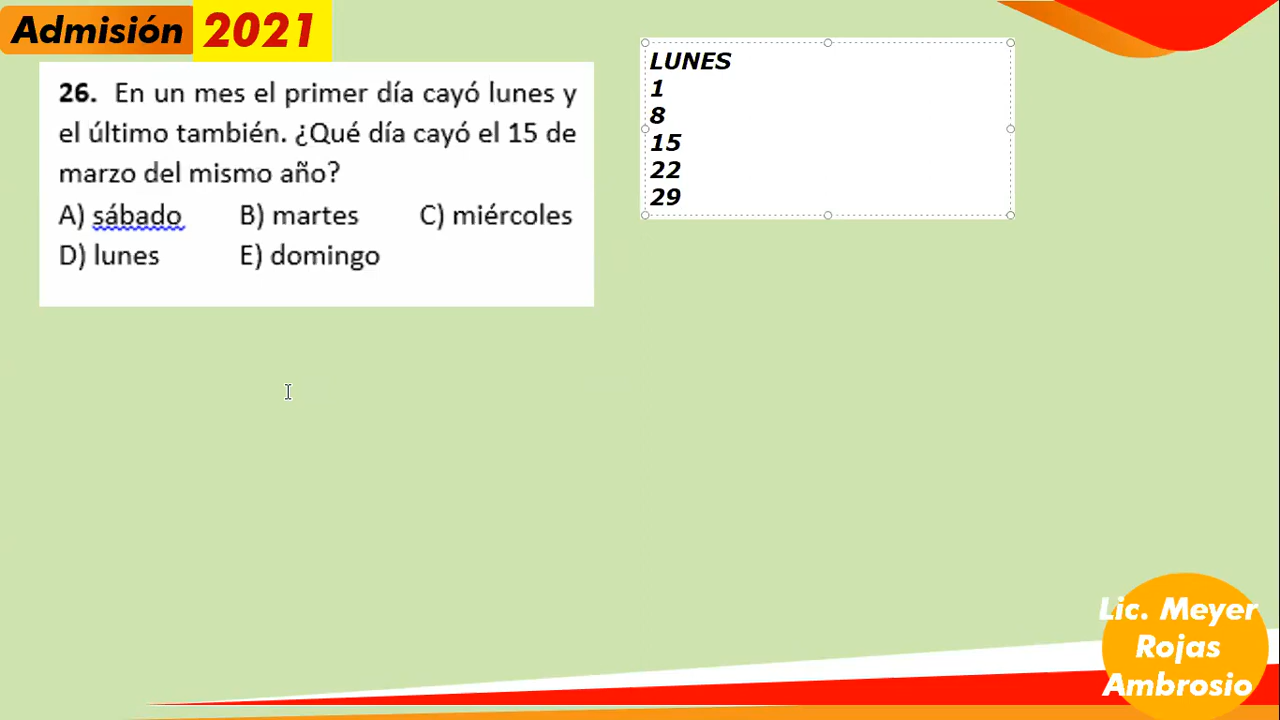 Admisión 2021
26. En un mes el primer día cayó lunes y
el último también. ¿Qué día cayó el 15 de
marzo del mismo año?
A) sábado B) martes C) miércoles
D) lunes E) domingo
LUNES
1
8
15
22
29
Lic. Meyer
Rojas
Ambrosio